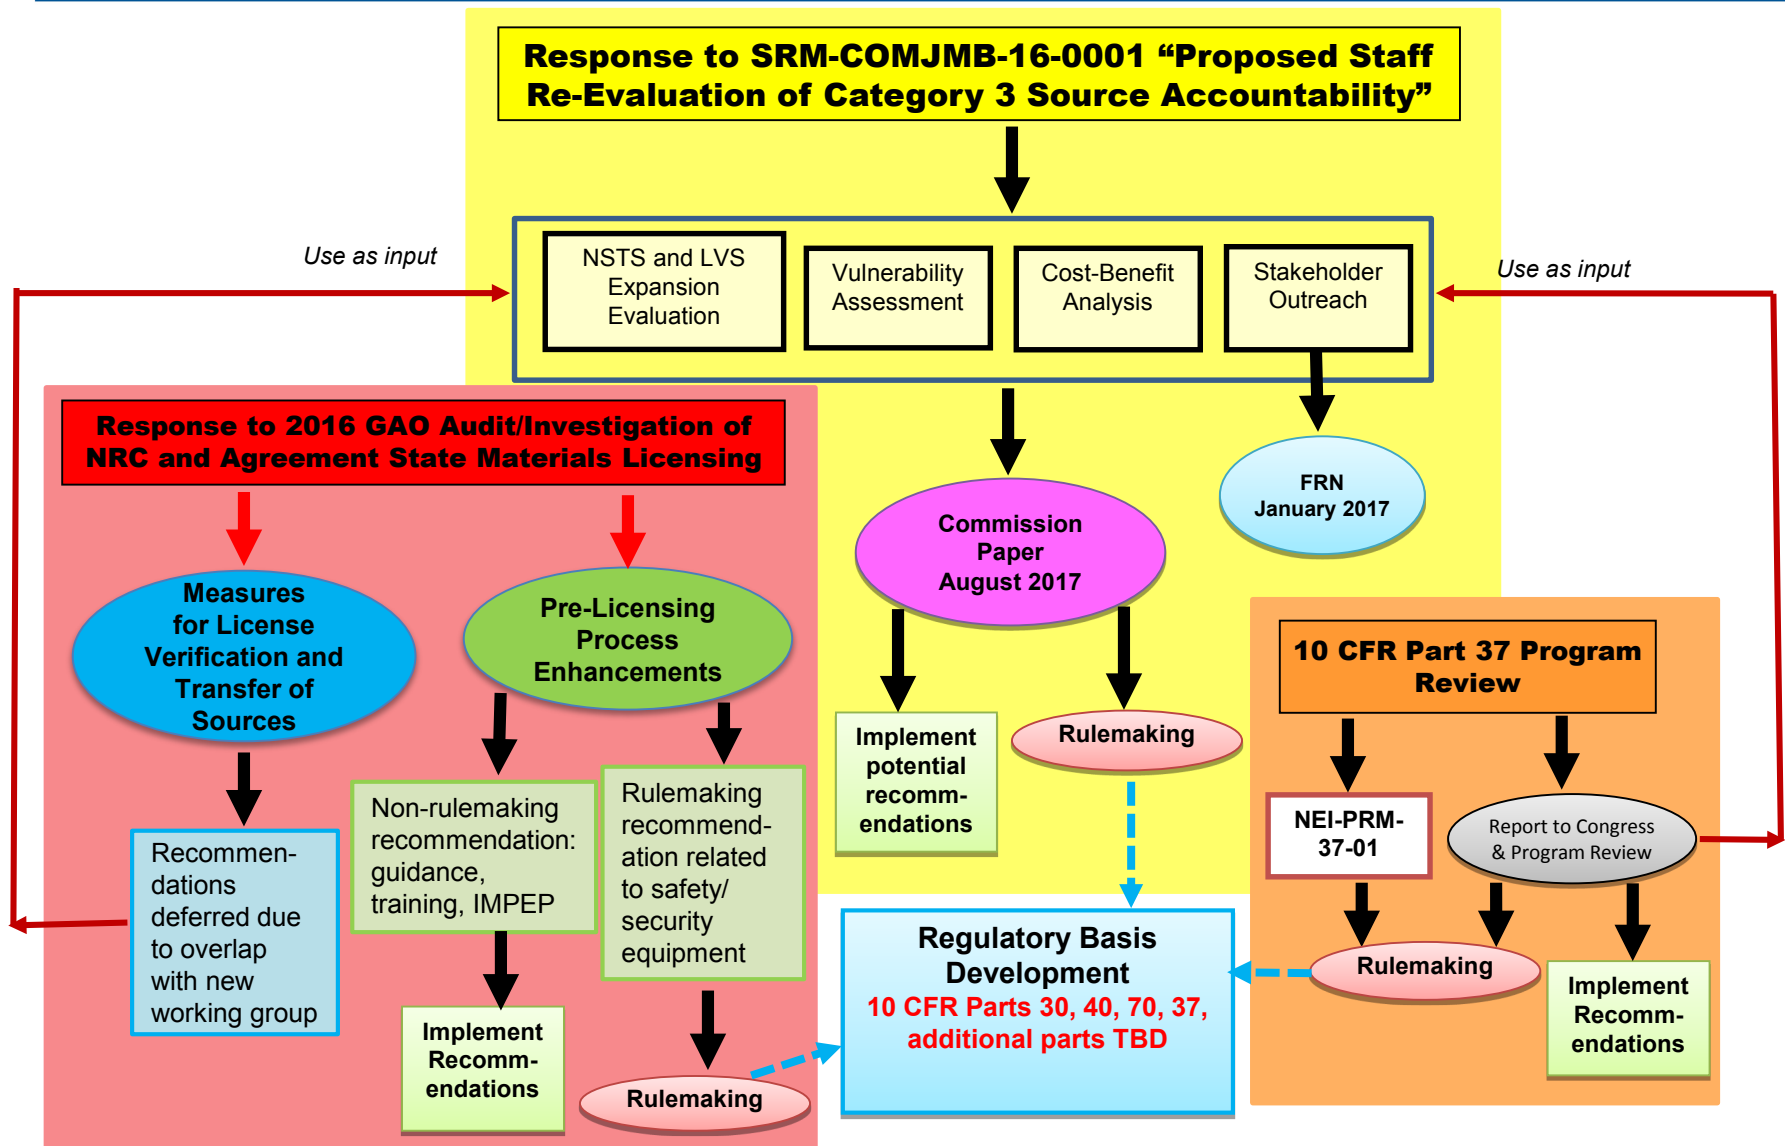 Response to SRM-COMJMB-16-0001 “Proposed Staff
Re-Evaluation of Category 3 Source Accountability”
Use as input
NSTS and LVS
Expansion
Evaluation
Vulnerability
Assessment
Cost-Benefit
Analysis
Stakeholder
Outreach
Use as input
Response to 2016 GAO Audit/Investigation of
NRC and Agreement State Materials Licensing
FRN
January 2017
Commission
Paper
August 2017
Measures
for License
Verification and
Transfer of
Sources
Pre-Licensing
Process
Enhancements
10 CFR Part 37 Program
Review
Implement
potential
recomm-
endations
Rulemaking
Non-rulemaking
recommendation:
guidance,
training, IMPEP
Rulemaking
recommend-
ation related
to safety/
security
equipment
NEI-PRM-
37-01
Report to Congress
& Program Review
Recommen-
dations
deferred due
to overlap
with new
working group
Regulatory Basis
Development
10 CFR Parts 30, 40, 70, 37,
additional parts TBD
Rulemaking
Implement
Recomm-
endations
Implement
Recomm-
endations
Rulemaking